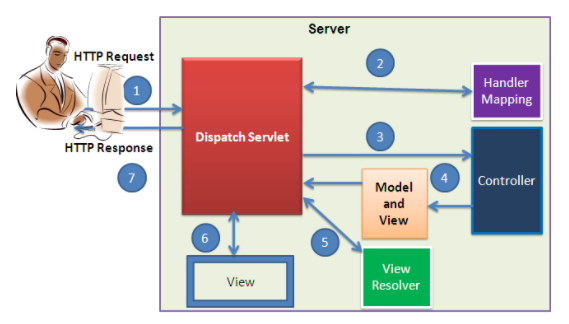 Server
HTTP Request
1
2
Handler
Mapping
Dispatch Servlet
3
HTTP Response
7
4
Controller
Model
and
View
6
5
View
View
Resolver